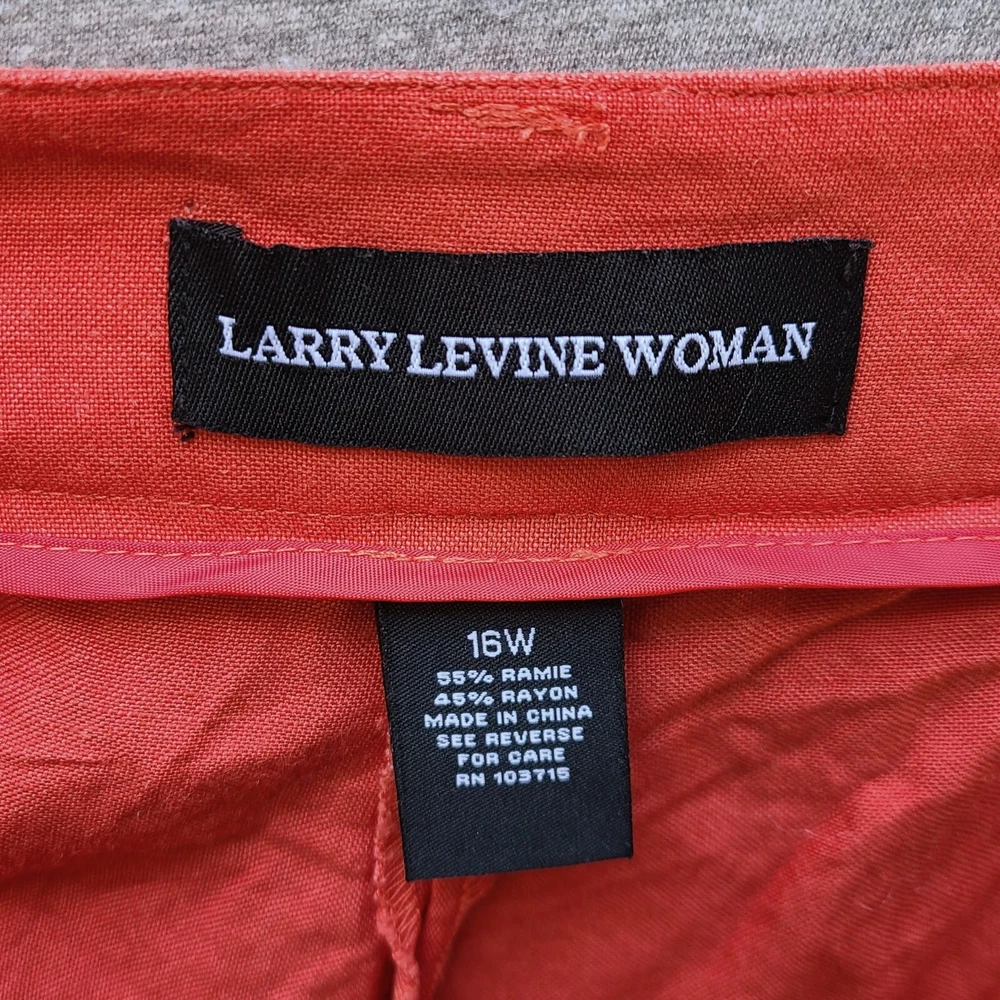 LARRY LEVINE WOMAN
16W
55% RAMIE
45% RAYON
MADE IN CHINA
SEE REVERSE
FOR CARE
RN 103715